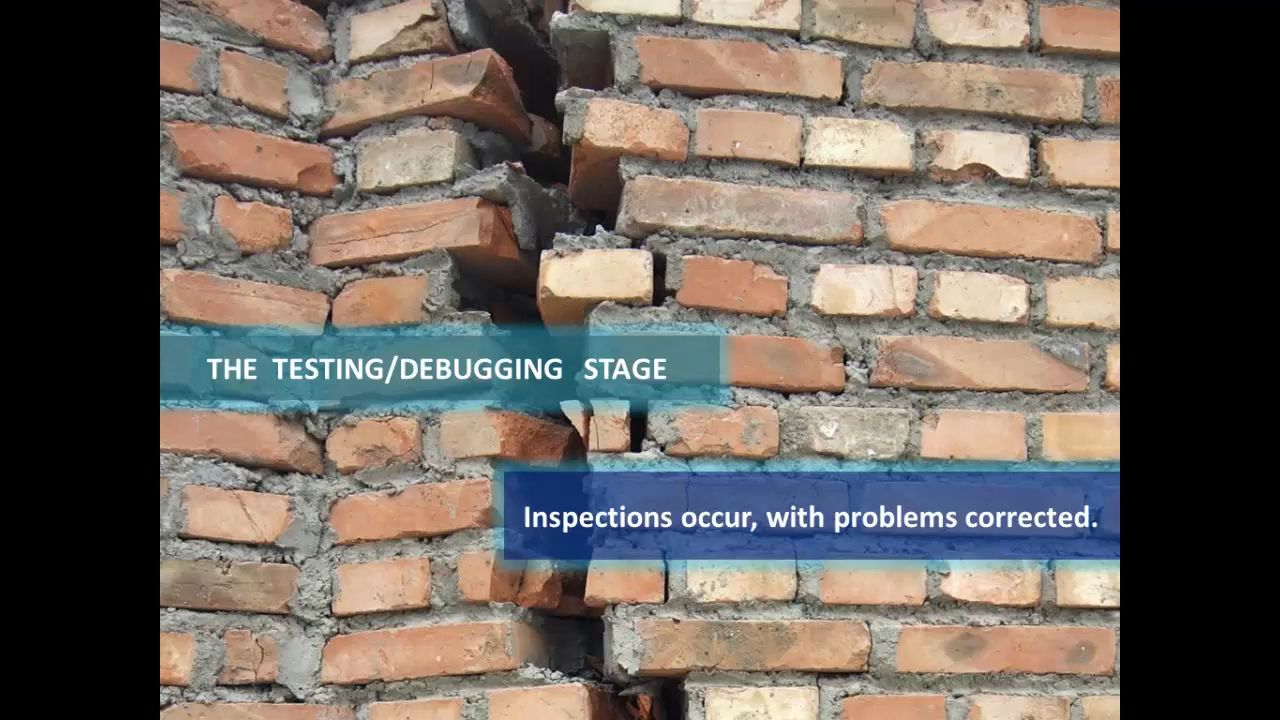 THE TESTING/DEBUGGING STAGE
Inspections occur, with problems corrected.